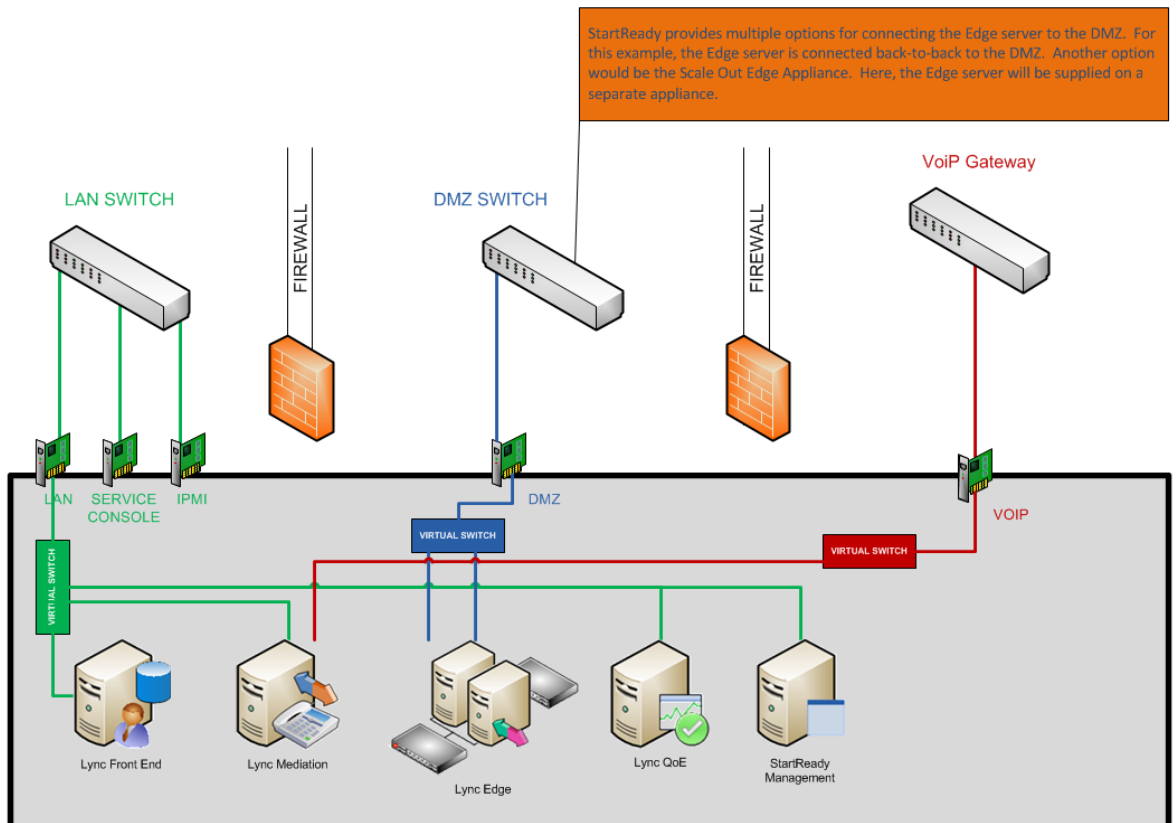 StartReady provides multiple options for connecting the Edge server to the DMZ. For
this example, the Edge server is connected back-to-back to the DMZ. Another option
would be the Scale Out Edge Appliance. Here, the Edge server will be supplied on a
separate appliance.
VoiP Gateway
LAN SWITCH
DMZ SWITCH
FIREWALL
FIREWALL
LAN
SERVICE
CONSOLE
IPMI
DMZ
VOIP
VIRTUAL SWITCH
VIRTUAL SWITCH
VIRTUAL SWITCH
Lync Front End
Lync Mediation
Lync Edge
Lync QoE
StartReady
Management